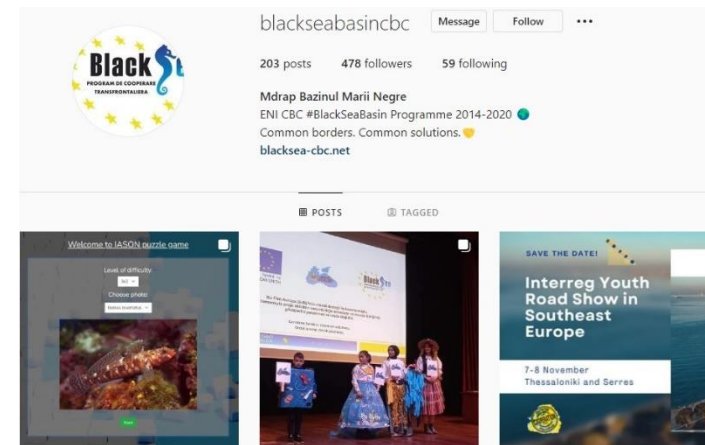 blackseabasincbc
Message
Follow
203 posts 478 followers 59 following
Mdrap Bazinul Marii Negre
ENI CBC #BlackSeaBasin Programme 2014-2020
Common borders. Common solutions.
blacksea-cbc.net
Black
PROGRAM DE COOPERARE
TRANSFRONTALIERA
POSTS
TAGGED
Welcome to IASON puzzle game
Level of difficulty:
Choose photo:
SAVE THE DATE!
Interreg Youth
Road Show in
Southeast
Europe
7-8 November
Thessaloniki and Serres